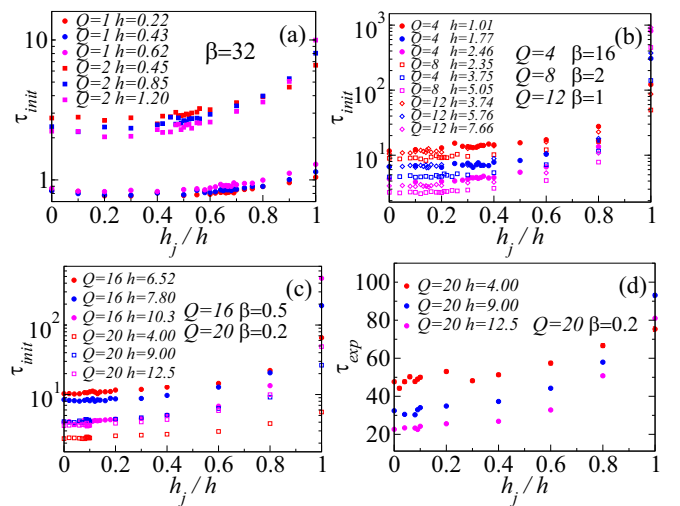 Q=1 h=0.22
Q=1 h=0.43
Q=1 h=0.62
Q=2 h=0.45
Q=2 h=0.85
Q=2 h=1.20
(a)
β=32
10
1
τinit
0 0.2 0.4 0.6 0.8 1
hj / h
Q=4 h=1.01
Q=4 h=1.77
Q=4 h=2.46
Q=8 h=2.35
Q=8 h=3.75
Q=8 h=5.05
Q=12 h=3.74
Q=12 h=5.76
Q=12 h=7.66
(b)
Q=4 β=16
Q=8 β=2
Q=12 β=1
10³
10²
10¹
10⁰
τinit
0 0.2 0.4 0.6 0.8 1
hj / h
Q=16 h=6.52
Q=16 h=7.80
Q=16 h=10.3
Q=20 h=4.00
Q=20 h=9.00
Q=20 h=12.5
(c)
Q=16 β=0.5
Q=20 β=0.2
10²
10¹
10⁰
τinit
0 0.2 0.4 0.6 0.8 1
hj / h
Q=20 h=4.00
Q=20 h=9.00
Q=20 h=12.5
(d)
Q=20 β=0.2
100
80
60
40
20
τexp
0 0.2 0.4 0.6 0.8 1
hj / h